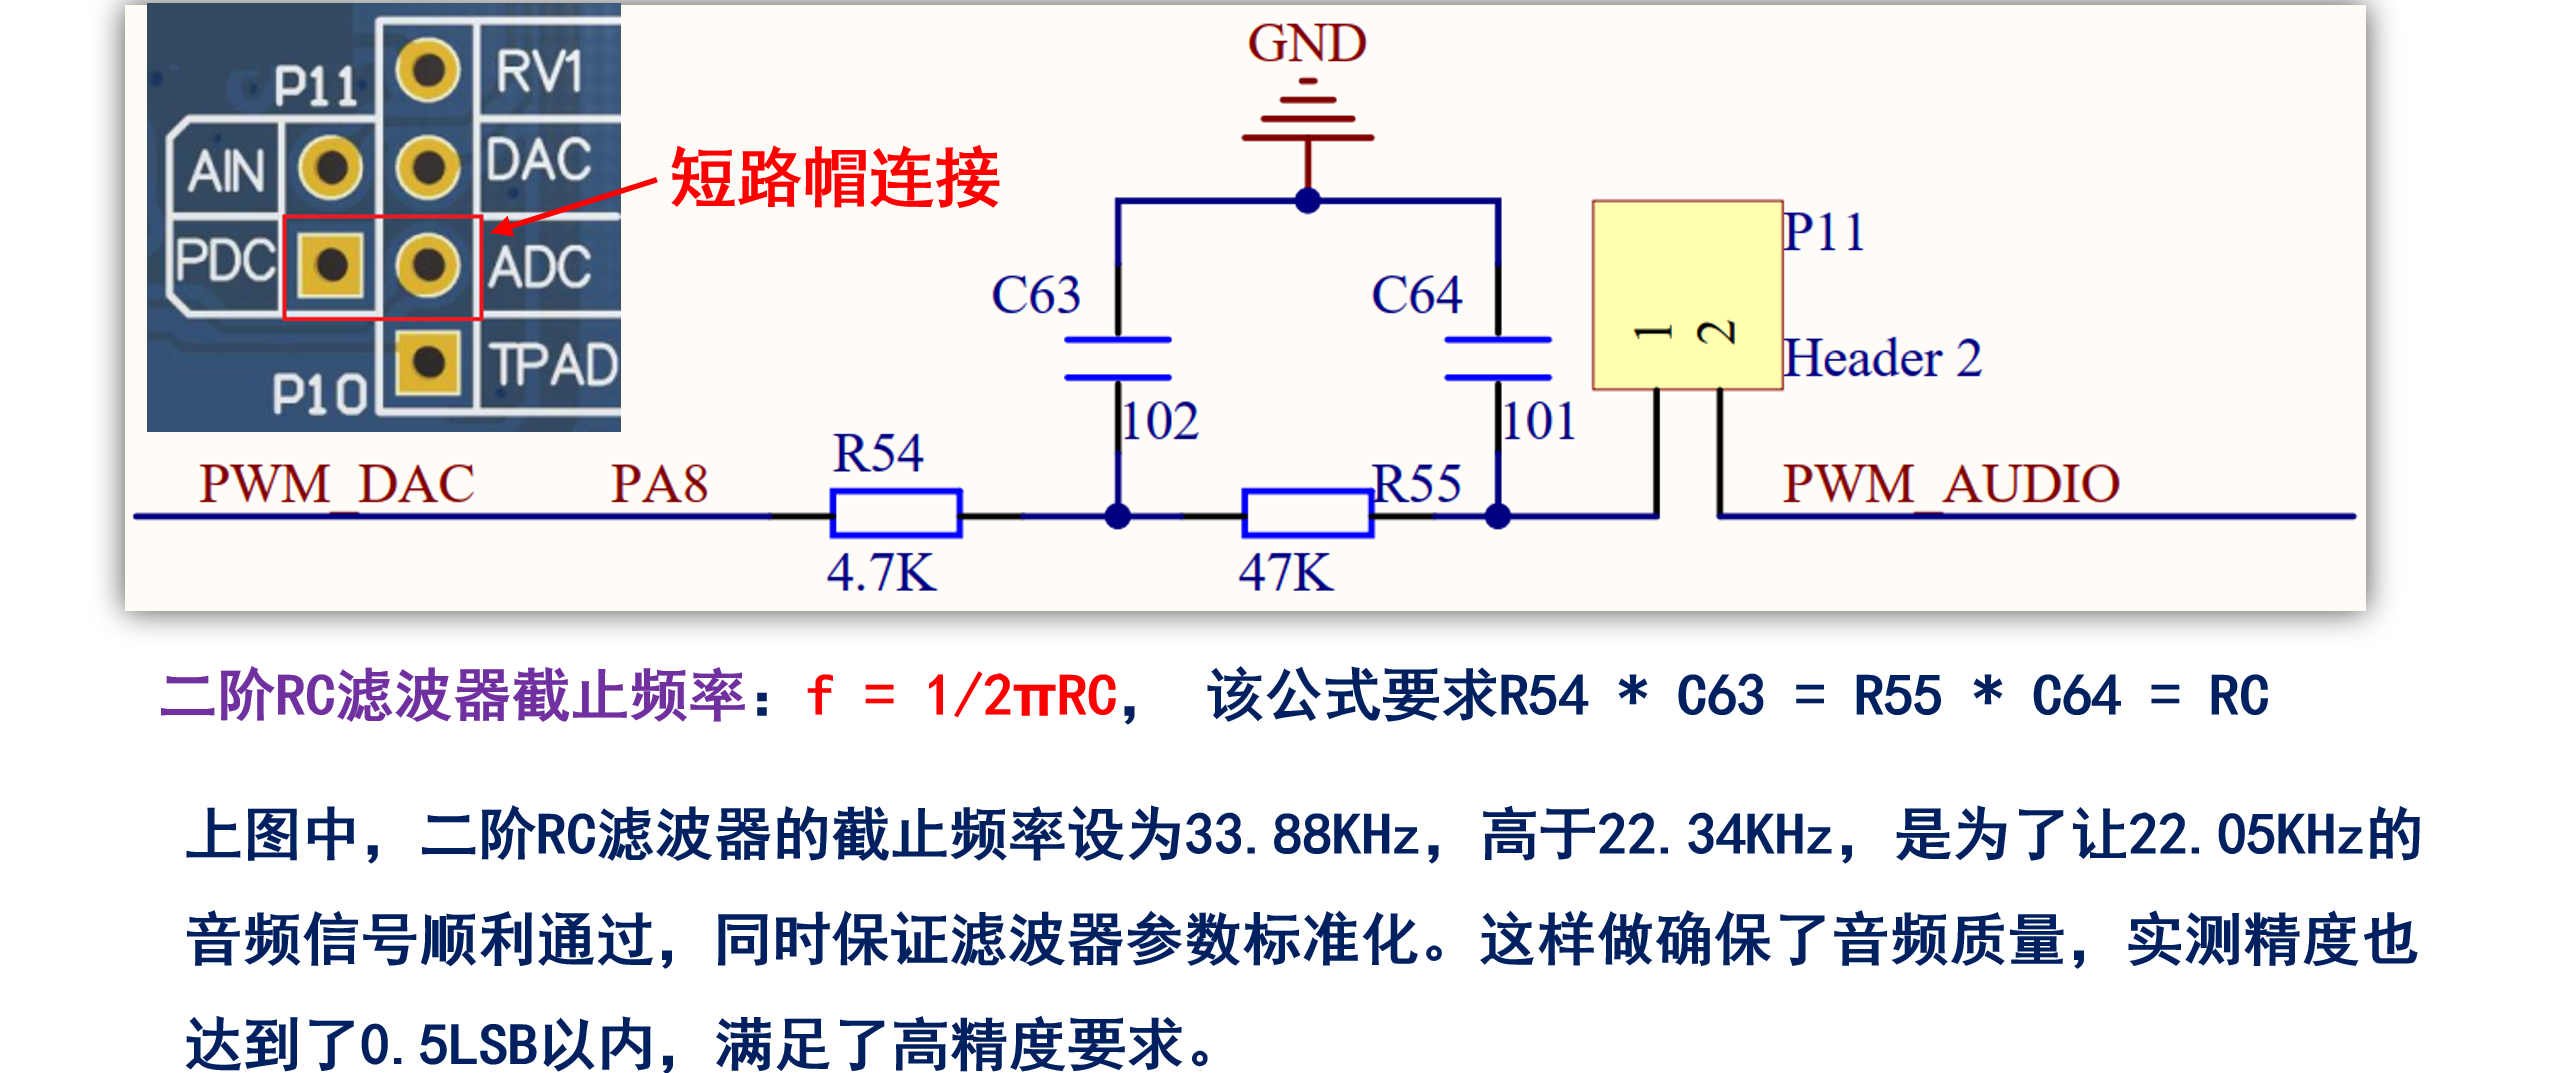 P11
RV1
AIN
DAC
PDC
ADC
P10
TPAD
短路帽连接
GND
C63
102
C64
101
P11
1
2
Header 2
PWM_DAC
PA8
R54
4.7K
R55
47K
PWM_AUDIO
二阶RC滤波器截止频率：f = 1/2πRC， 该公式要求R54 * C63 = R55 * C64 = RC
上图中，二阶RC滤波器的截止频率设为33.88KHz，高于22.34KHz，是为了让22.05KHz的
音频信号顺利通过，同时保证滤波器参数标准化。这样做确保了音频质量，实测精度也
达到了0.5LSB以内，满足了高精度要求。